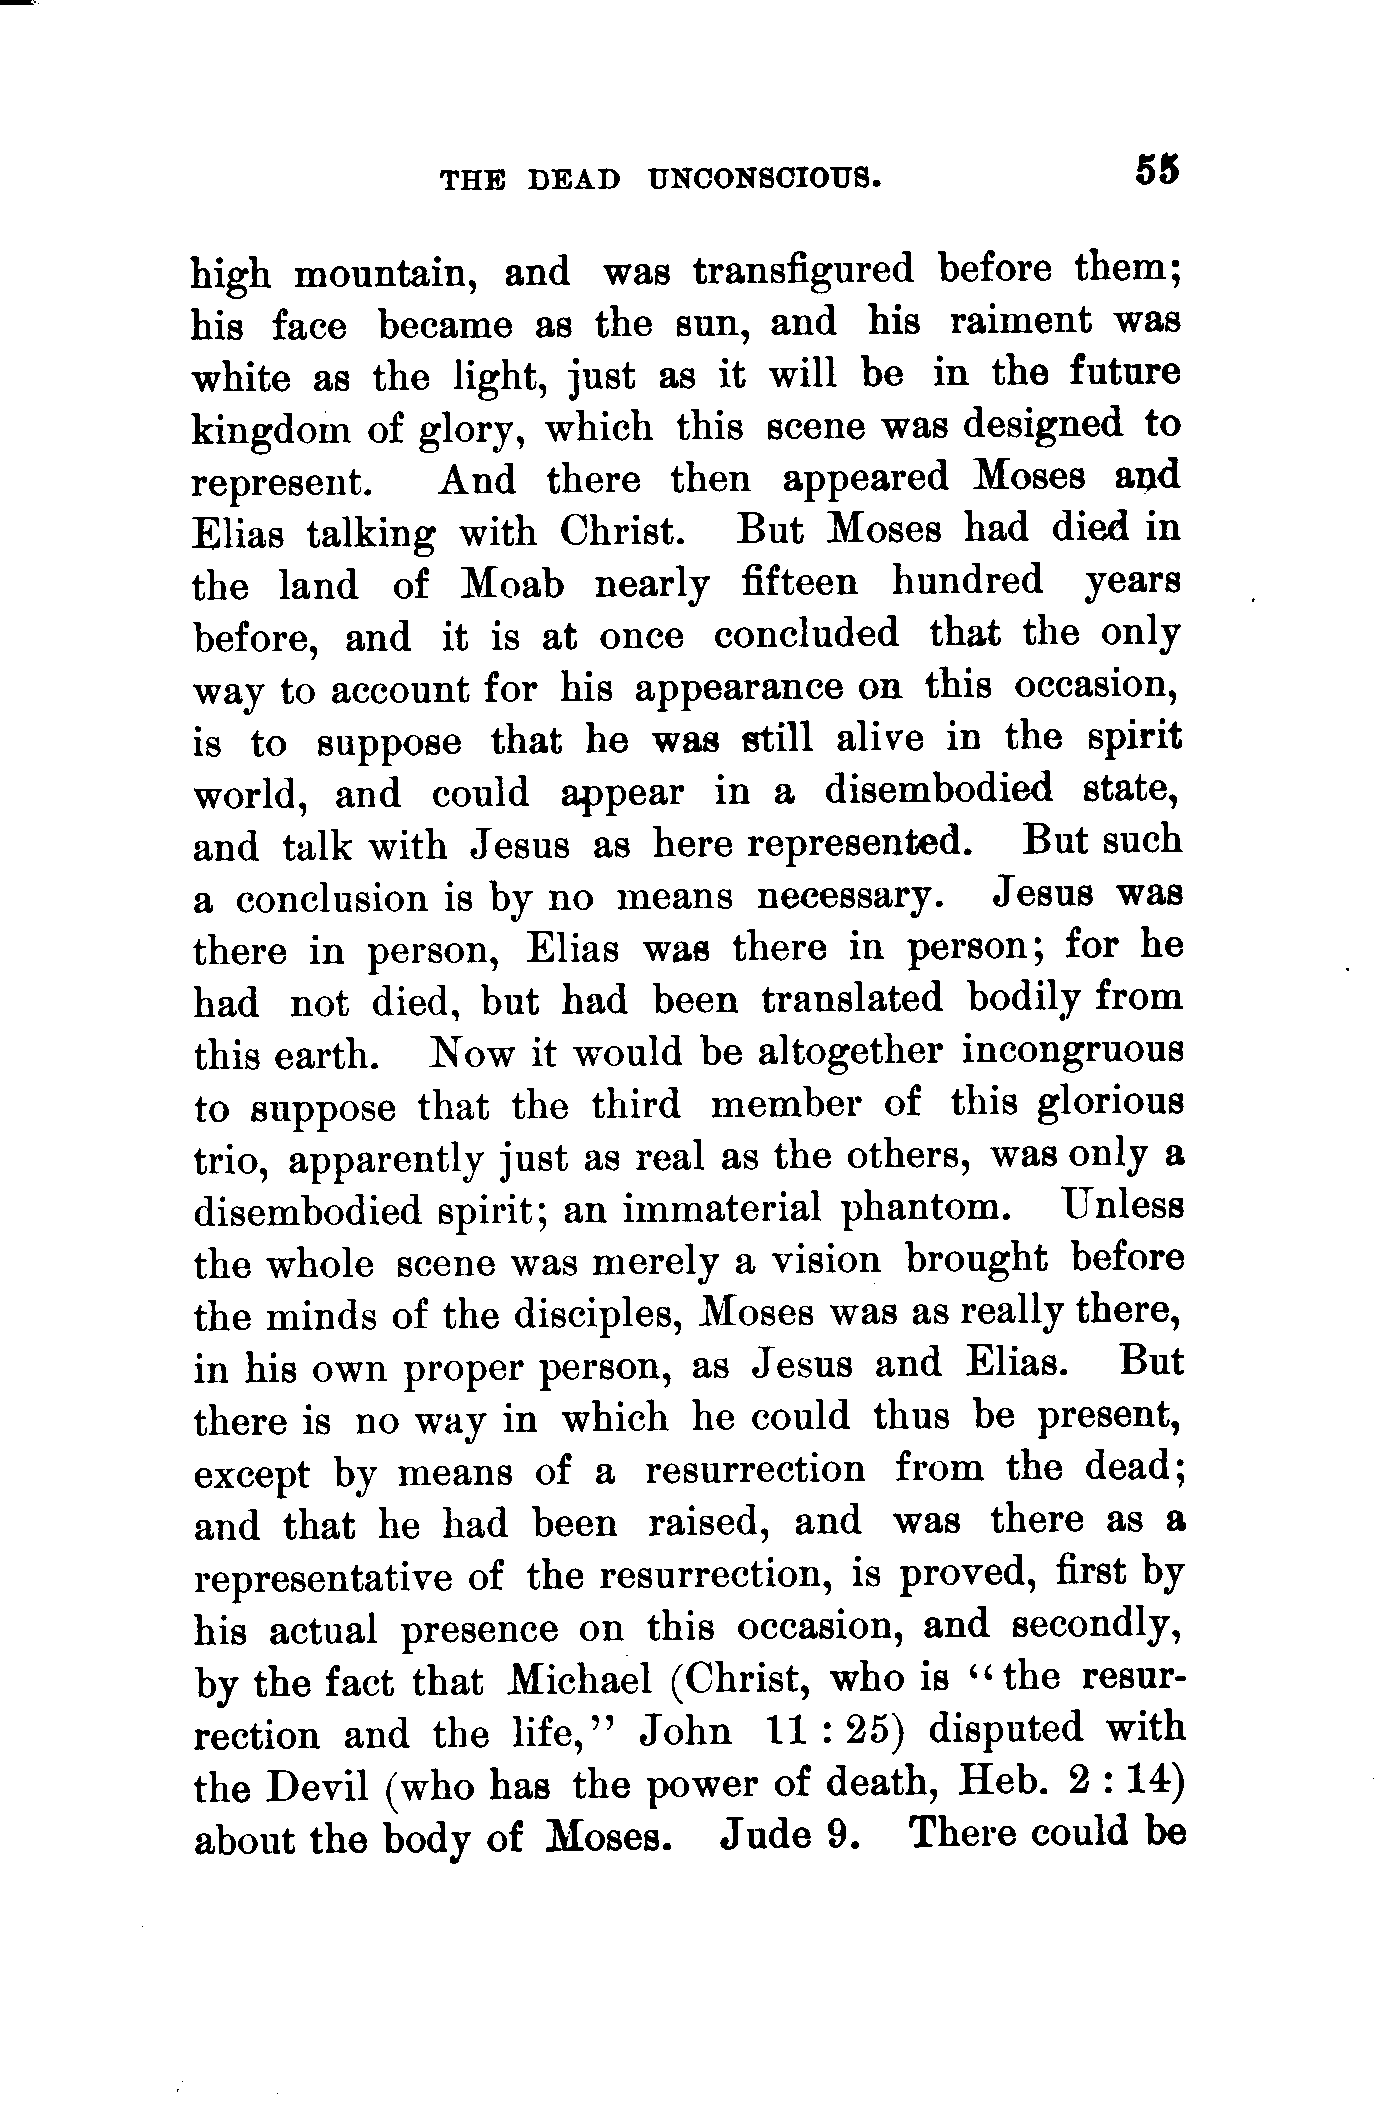 THE DEAD UNCONSCIOUS. 55
high mountain, and was transfigured before them;
his face became as the sun, and his raiment was
white as the light, just as it will be in the future
kingdom of glory, which this scene was designed to
represent. And there then appeared Moses and
Elias talking with Christ. But Moses had died in
the land of Moab nearly fifteen hundred years
before, and it is at once concluded that the only
way to account for his appearance on this occasion,
is to suppose that he was still alive in the spirit
world, and could appear in a disembodied state,
and talk with Jesus as here represented. But such
a conclusion is by no means necessary. Jesus was
there in person, Elias was there in person; for he
had not died, but had been translated bodily from
this earth. Now it would be altogether incongruous
to suppose that the third member of this glorious
trio, apparently just as real as the others, was only a
disembodied spirit; an immaterial phantom. Unless
the whole scene was merely a vision brought before
the minds of the disciples, Moses was as really there,
in his own proper person, as Jesus and Elias. But
there is no way in which he could thus be present,
except by means of a resurrection from the dead;
and that he had been raised, and was there as a
representative of the resurrection, is proved, first by
his actual presence on this occasion, and secondly,
by the fact that Michael (Christ, who is "the resur-
rection and the life," John 11 : 25) disputed with
the Devil (who has the power of death, Heb. 2 : 14)
about the body of Moses. Jude 9. There could be